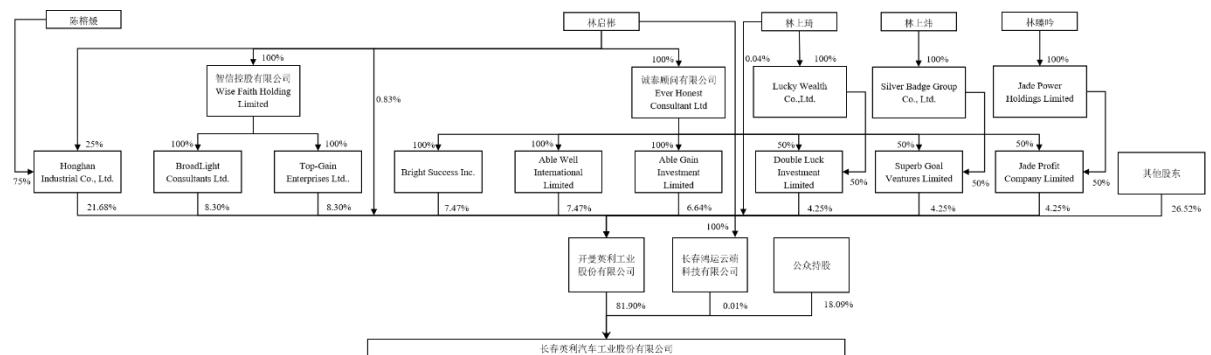 陈榕媛
林启彬
林上琦
林上炜
林臻吟
100%
100%
0.04%
100%
100%
100%
智信控股有限公司
Wise Faith Holding
Limited
0.83%
诚泰顾问有限公司
Ever Honest
Consultant Ltd
Lucky Wealth
Co.,Ltd.
Silver Badge Group
Co., Ltd.
Jade Power
Holdings Limited
25%
100%
100%
100%
100%
100%
50%
50%
50%
75%
Honghan
Industrial Co., Ltd.
BroadLight
Consultants Ltd.
Top-Gain
Enterprises Ltd..
Bright Success Inc.
Able Well
International
Limited
Able Gain
Investment Limited
Double Luck
Investment
Limited
50%
Superb Goal
Ventures Limited
50%
Jade Profit
Company Limited
50%
其他股东
21.68%
8.30%
8.30%
7.47%
7.47%
6.64%
4.25%
4.25%
4.25%
26.52%
100%
开曼英利工业
股份有限公司
长春鸿运云端
科技有限公司
公众持股
81.90%
0.01%
18.09%
长春英利汽车工业股份有限公司